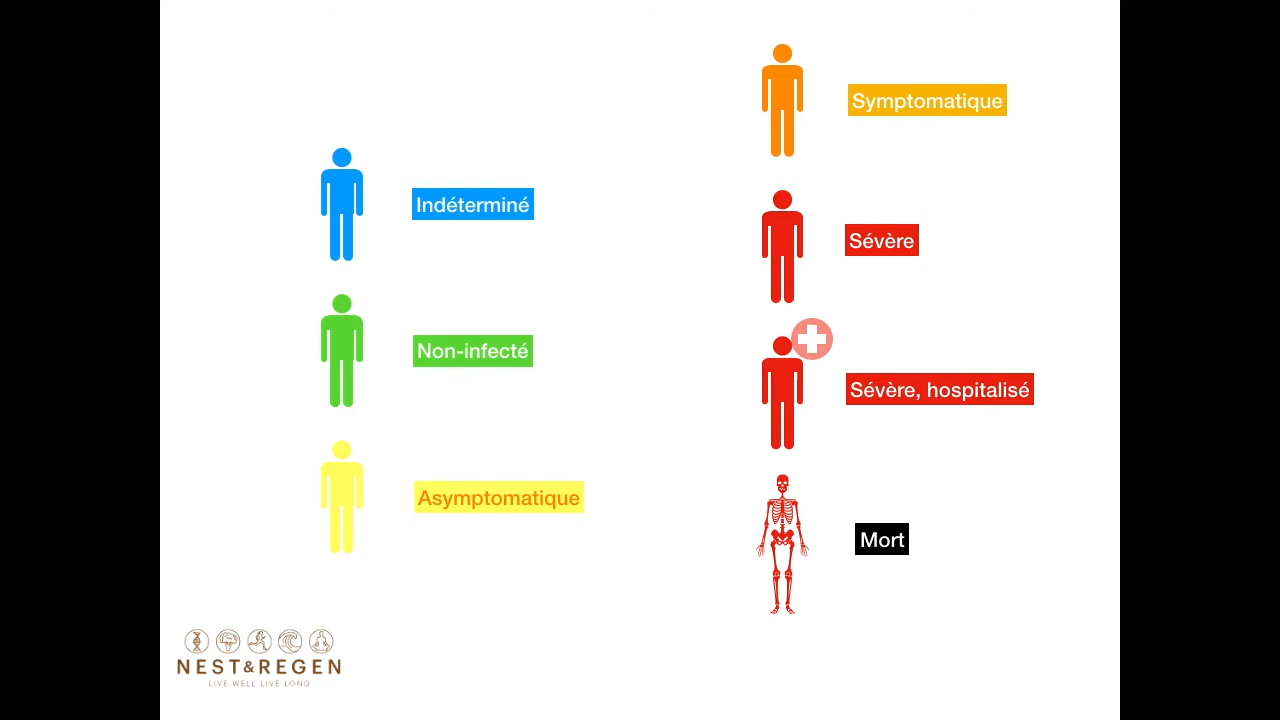 Indéterminé
Non-infecté
Asymptomatique
Symptomatique
Sévère
Sévère, hospitalisé
Mort
NEST&REGEN
LIVE WELL LIVE LONG